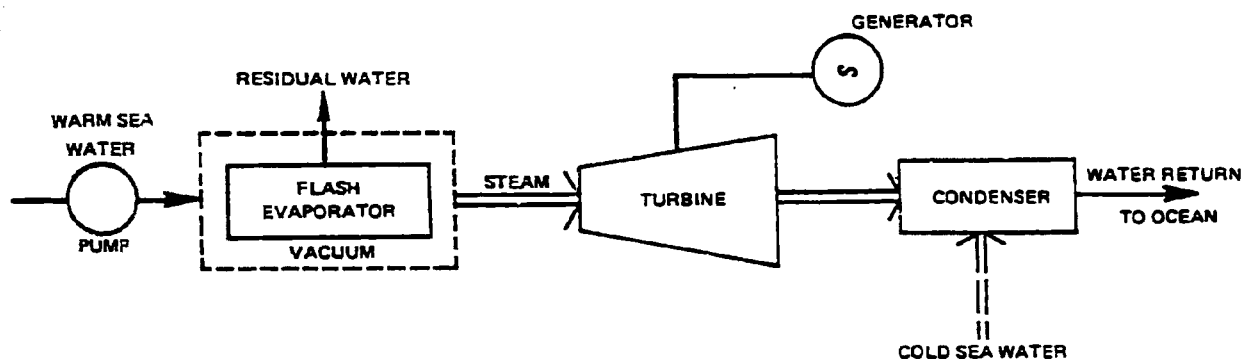 GENERATOR
S
RESIDUAL WATER
WARM SEA
WATER
PUMP
FLASH
EVAPORATOR
VACUUM
STEAM
TURBINE
CONDENSER
WATER RETURN
TO OCEAN
COLD SEA WATER